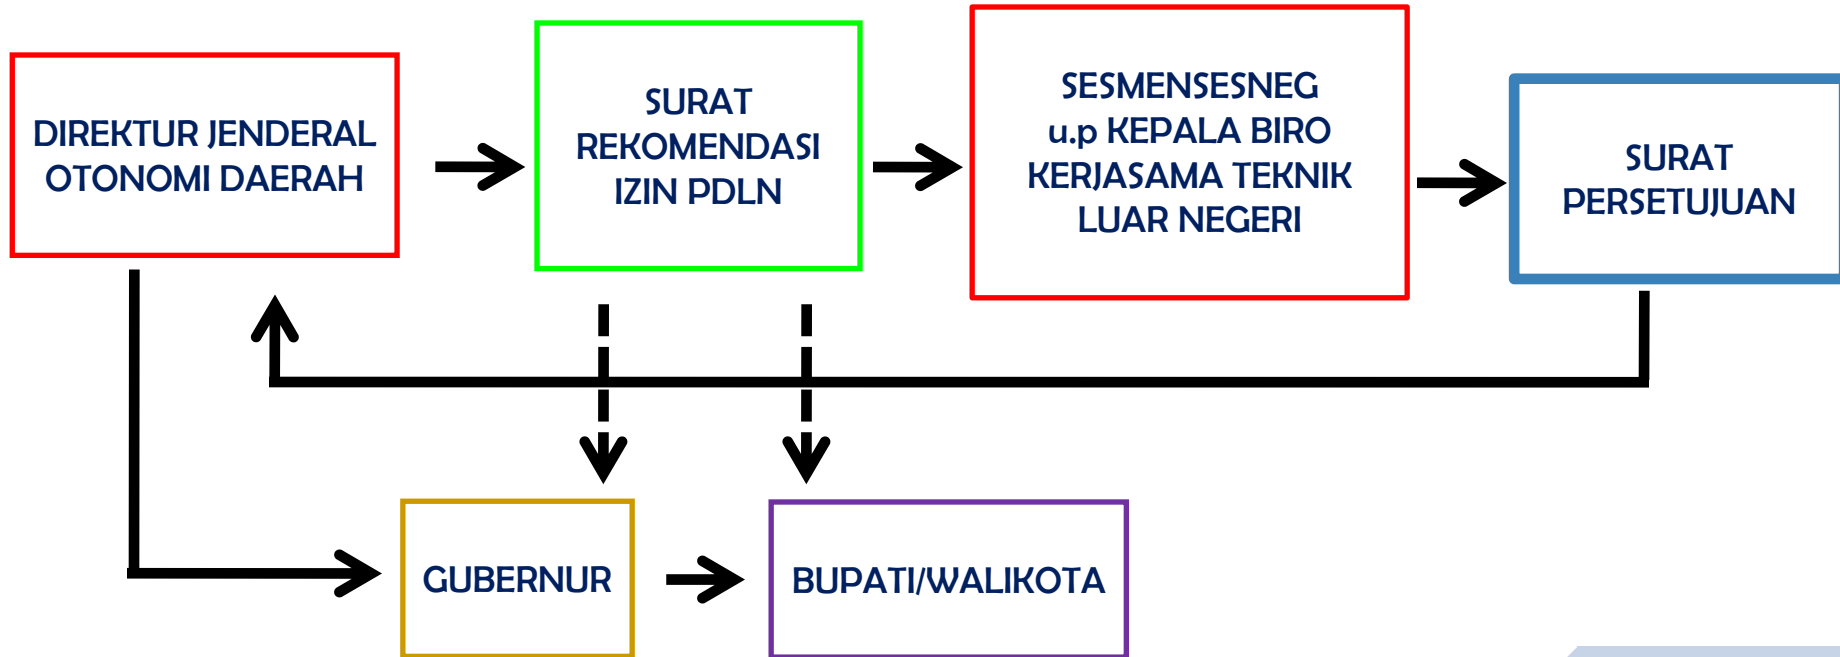 DIREKTUR JENDERAL
OTONOMI DAERAH
SURAT
REKOMENDASI
IZIN PDLN
SESMENSESNEG
u.p KEPALA BIRO
KERJASAMA TEKNIK
LUAR NEGERI
SURAT
PERSETUJUAN
GUBERNUR
BUPATI/WALIKOTA